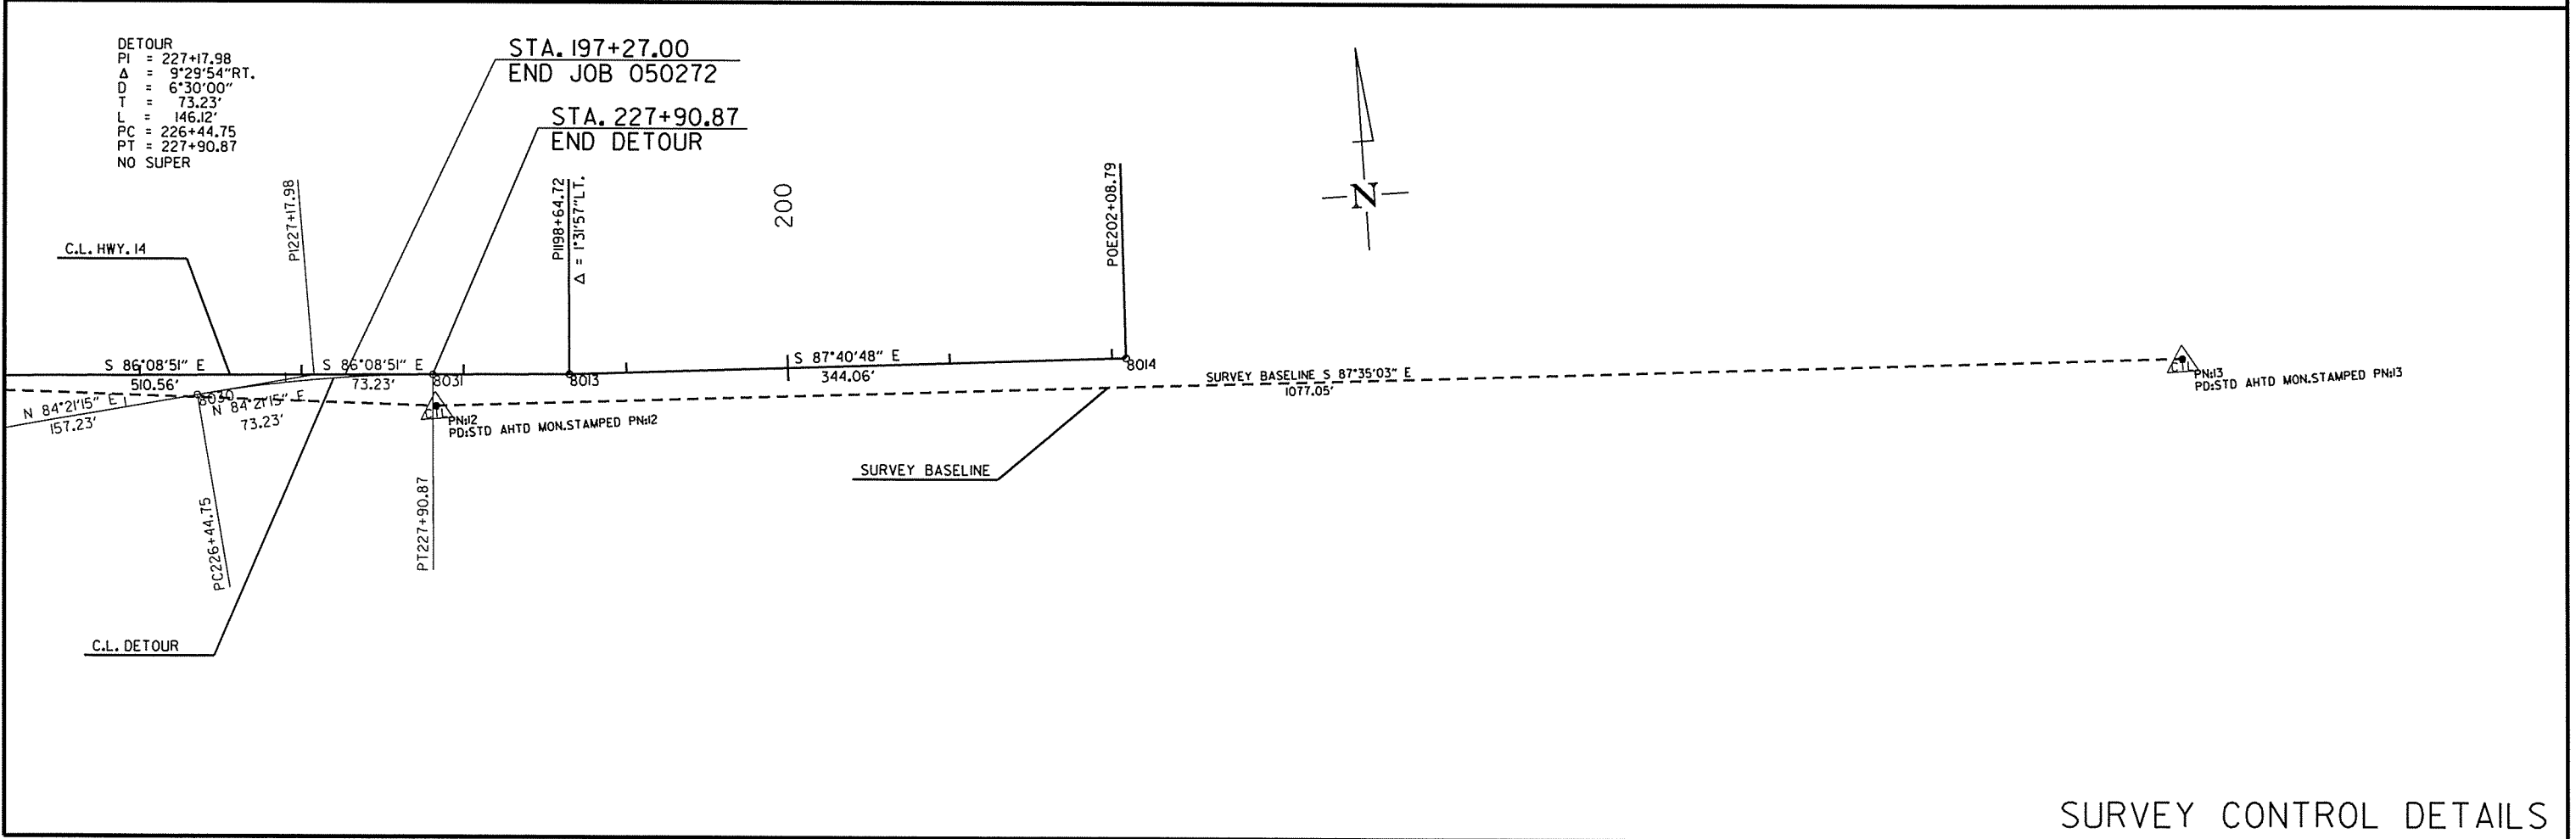 DETOUR
PI = 227+17.98
Δ = 9°29'54"RT.
D = 6°30'00"
T = 73.23'
L = 146.12'
PC = 226+44.75
PT = 227+90.87
NO SUPER
STA. 197+27.00
END JOB 050272
STA. 227+90.87
END DETOUR
C.L. HWY. 14
PI227+17.98
PI198+64.72
Δ = 1°31'57"LT.
200
POE202+08.79
N
S 86°08'51" E
510.56'
S 86°08'51" E
73.23'
8031
8013
S 87°40'48" E
344.06'
8014
SURVEY BASELINE S 87°35'03" E
1077.05'
CTL
PN:13
PD:STD AHTD MON.STAMPED PN:13
N 84°21'15" E
157.23'
8030
N 84°21'15" E
73.23'
CTL
PN:12
PD:STD AHTD MON.STAMPED PN:12
SURVEY BASELINE
PC226+44.75
PT227+90.87
C.L. DETOUR
SURVEY CONTROL DETAILS